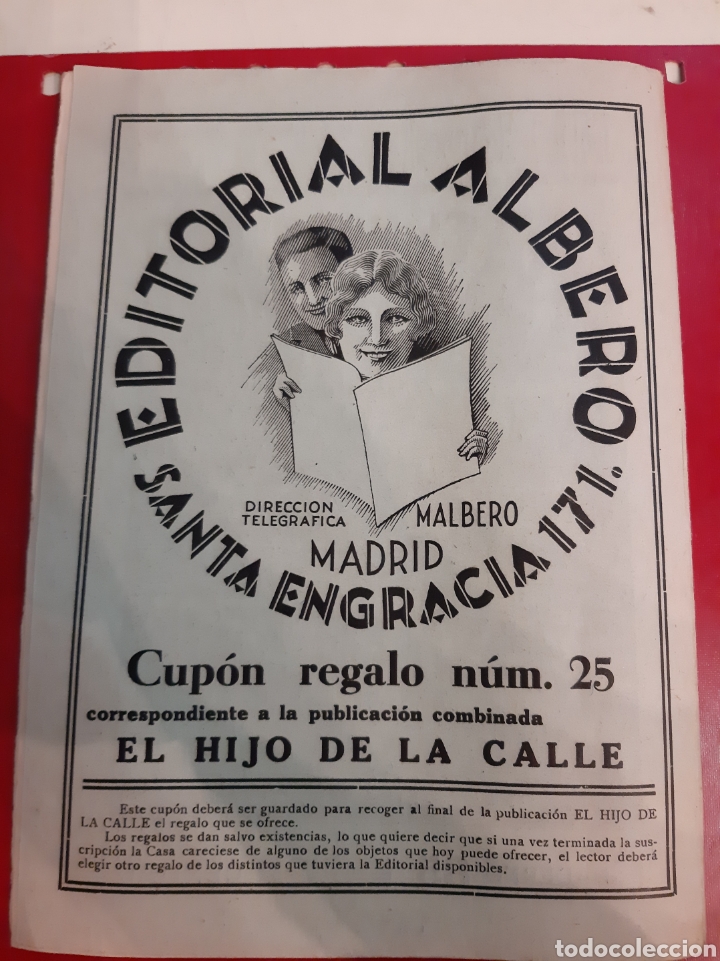 EDITORIAL ALBERO
SANTA ENGRACIA 171.
DIRECCION
TELEGRAFICA
MALBERO
MADRID
Cupón regalo núm. 25
correspondiente a la publicación combinada
EL HIJO DE LA CALLE
Este cupón deberá ser guardado para recoger al final de la publicación EL HIJO DE
LA CALLE el regalo que se ofrece.
Los regalos se dan salvo existencias, lo que quiere decir que si una vez terminada la sus-
cripción la Casa careciese de alguno de los objetos que hoy puede ofrecer, el lector deberá
elegir otro regalo de los distintos que tuviera la Editorial disponibles.
todocoleccion